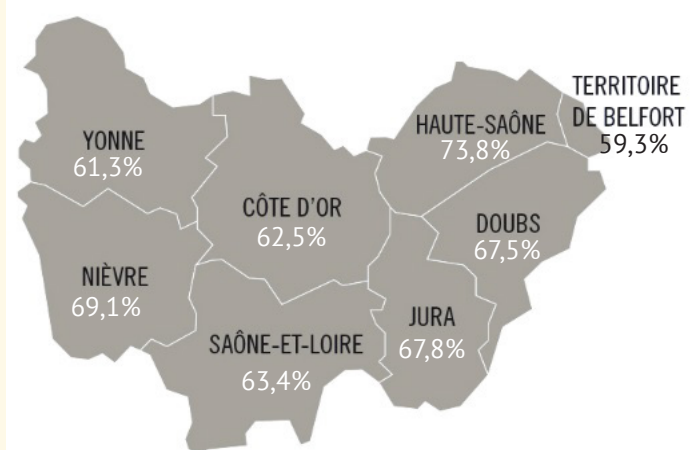 YONNE
61,3%
CÔTE D'OR
62,5%
HAUTE-SAÔNE
73,8%
TERRITOIRE
DE BELFORT
59,3%
DOUBS
67,5%
NIÈVRE
69,1%
SAÔNE-ET-LOIRE
63,4%
JURA
67,8%